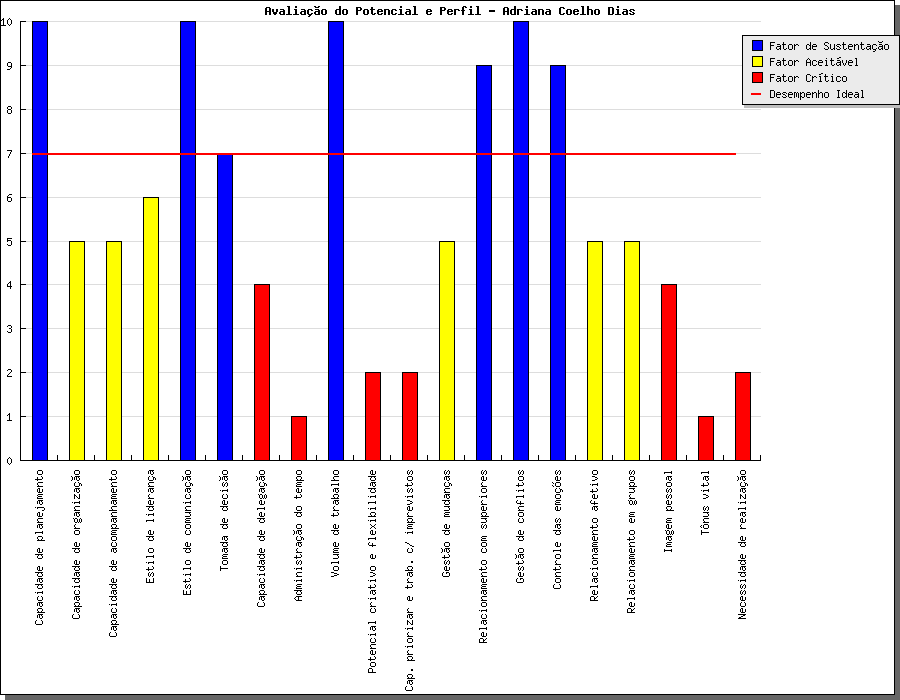 Avaliação do Potencial e Perfil - Adriana Coelho Dias
Fator de Sustentação
Fator Aceitável
Fator Crítico
Desempenho Ideal
10
9
8
7
6
5
4
3
2
1
0
Capacidade de planejamento
Capacidade de organização
Capacidade de acompanhamento
Estilo de liderança
Estilo de comunicação
Tomada de decisão
Capacidade de delegação
Administração do tempo
Volume de trabalho
Potencial criativo e flexibilidade
Cap. priorizar e trab. c/ imprevistos
Gestão de mudanças
Relacionamento com superiores
Gestão de conflitos
Controle das emoções
Relacionamento afetivo
Relacionamento em grupos
Imagem pessoal
Tônus vital
Necessidade de realização